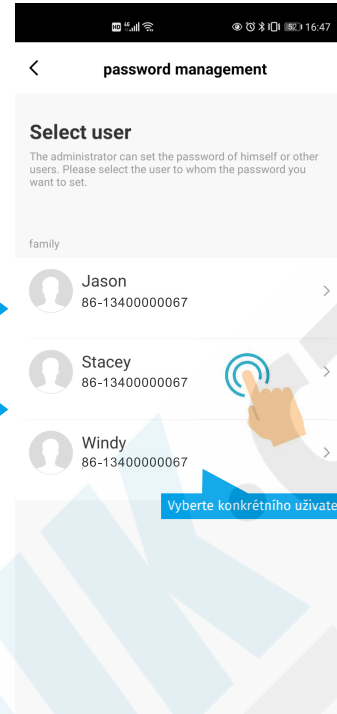 HD 4G 52 16:47
password management
Select user
The administrator can set the password of himself or other
users. Please select the user to whom the password you
want to set.
family
Jason
86-13400000067
Stacey
86-13400000067
Windy
86-13400000067
Vyberte konkrétního uživate